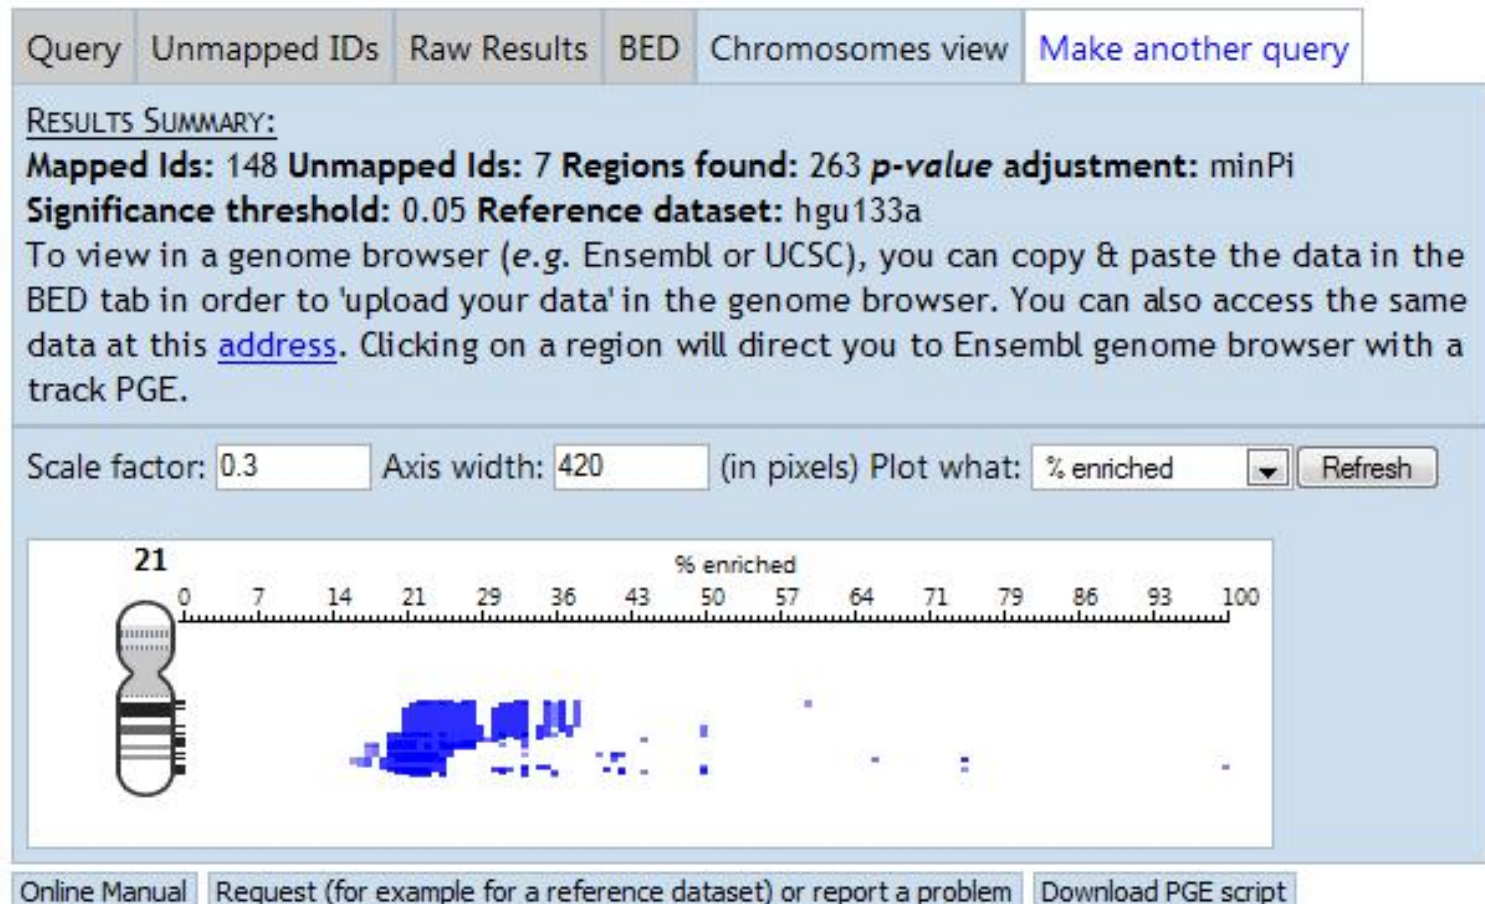 Query Unmapped IDs Raw Results BED Chromosomes view Make another query
RESULTS SUMMARY:
Mapped Ids: 148 Unmapped Ids: 7 Regions found: 263 p-value adjustment: minPi
Significance threshold: 0.05 Reference dataset: hgu133a
To view in a genome browser (e.g. Ensembl or UCSC), you can copy & paste the data in the
BED tab in order to 'upload your data' in the genome browser. You can also access the same
data at this address. Clicking on a region will direct you to Ensembl genome browser with a
track PGE.
Scale factor: 0.3 Axis width: 420 (in pixels) Plot what: % enriched Refresh
21 % enriched
0 7 14 21 29 36 43 50 57 64 71 79 86 93 100
Online Manual Request (for example for a reference dataset) or report a problem Download PGE script